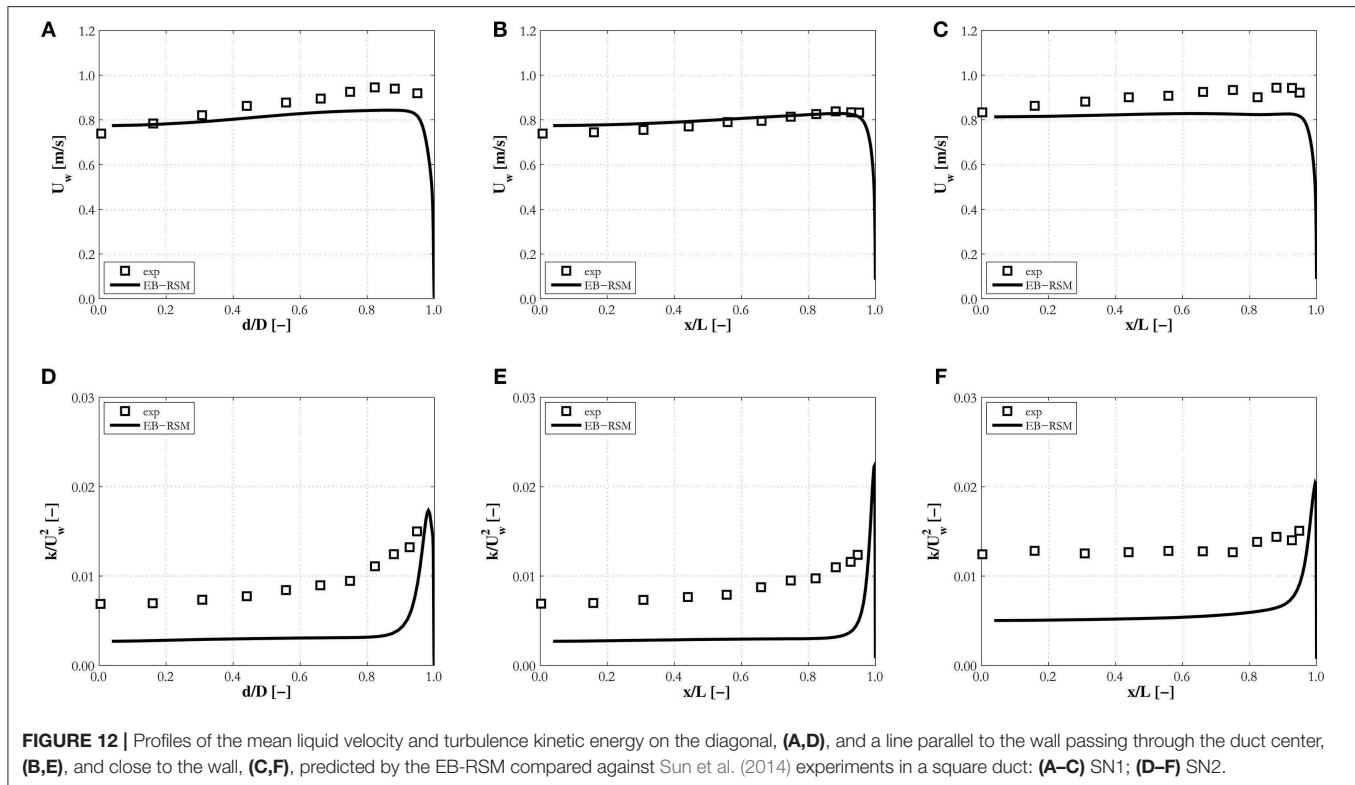 A
U_w [m/s]
1.2
1.0
0.8
0.6
0.4
0.2
0.0
exp
EB−RSM
0.0 0.2 0.4 0.6 0.8 1.0
d/D [−]
B
U_w [m/s]
1.2
1.0
0.8
0.6
0.4
0.2
0.0
exp
EB−RSM
0.0 0.2 0.4 0.6 0.8 1.0
x/L [−]
C
U_w [m/s]
1.2
1.0
0.8
0.6
0.4
0.2
0.0
exp
EB−RSM
0.0 0.2 0.4 0.6 0.8 1.0
x/L [−]
D
k/U_w^2 [−]
0.03
0.02
0.01
0.00
exp
EB−RSM
0.0 0.2 0.4 0.6 0.8 1.0
d/D [−]
E
k/U_w^2 [−]
0.03
0.02
0.01
0.00
exp
EB−RSM
0.0 0.2 0.4 0.6 0.8 1.0
x/L [−]
F
k/U_w^2 [−]
0.03
0.02
0.01
0.00
exp
EB−RSM
0.0 0.2 0.4 0.6 0.8 1.0
x/L [−]
FIGURE 12 | Profiles of the mean liquid velocity and turbulence kinetic energy on the diagonal, (A,D), and a line parallel to the wall passing through the duct center,
(B,E), and close to the wall, (C,F), predicted by the EB-RSM compared against Sun et al. (2014) experiments in a square duct: (A–C) SN1; (D–F) SN2.